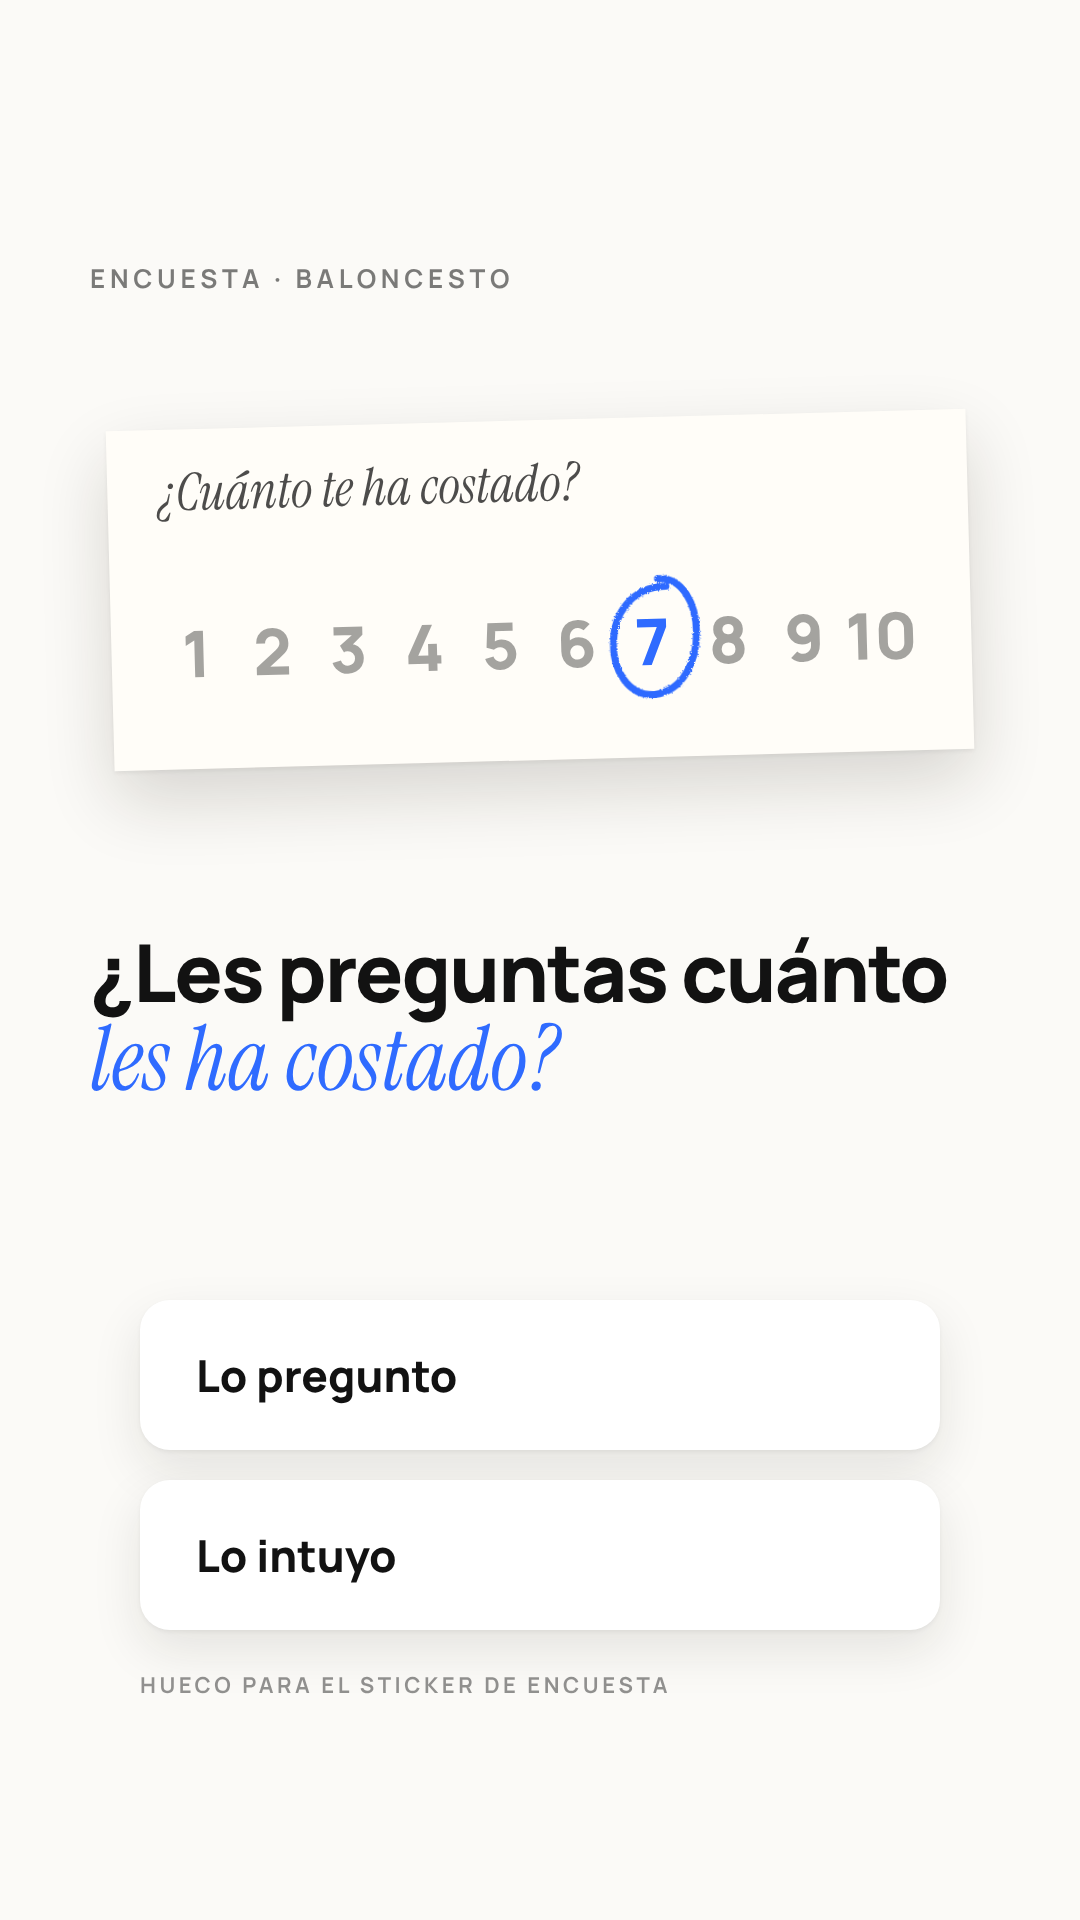 ENCUESTA · BALONCESTO
¿Cuánto te ha costado?
1 2 3 4 5 6 7 8 9 10
¿Les preguntas cuánto
les ha costado?
Lo pregunto
Lo intuyo
HUECO PARA EL STICKER DE ENCUESTA